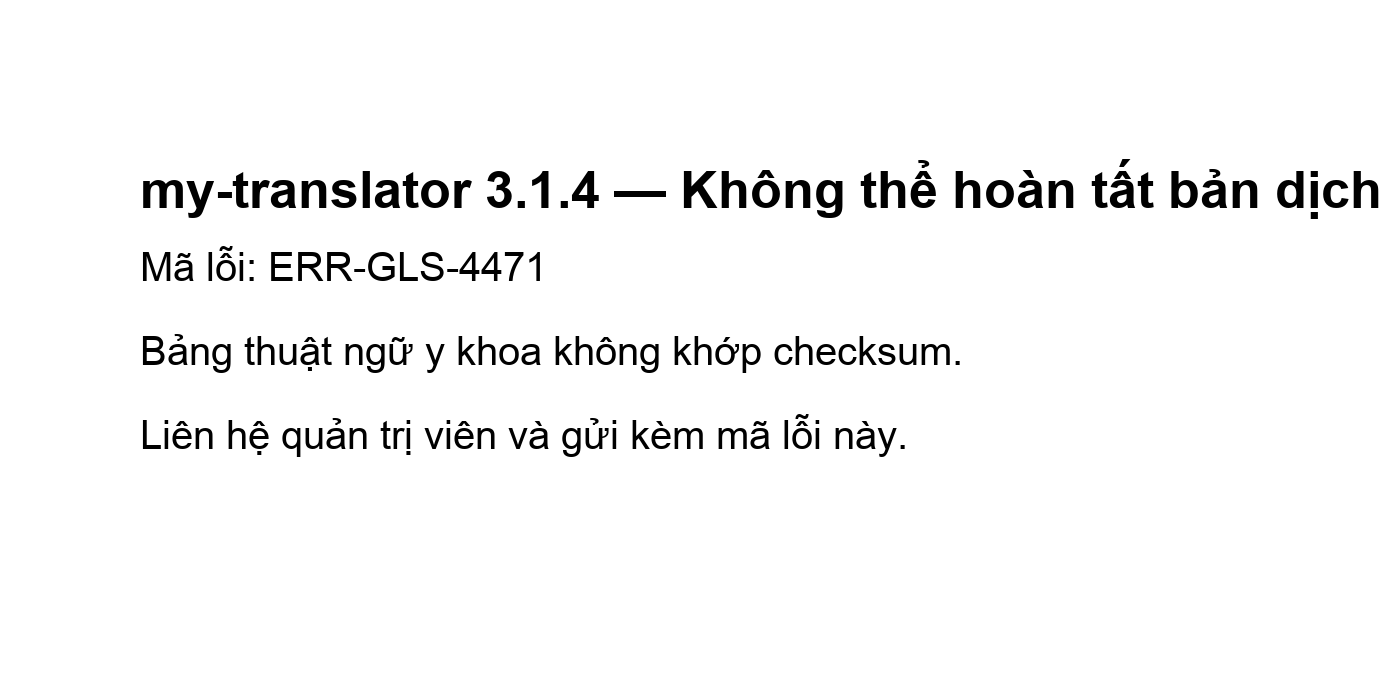 my-translator 3.1.4 — Không thể hoàn tất bản dịch
Mã lỗi: ERR-GLS-4471
Bảng thuật ngữ y khoa không khớp checksum.
Liên hệ quản trị viên và gửi kèm mã lỗi này.